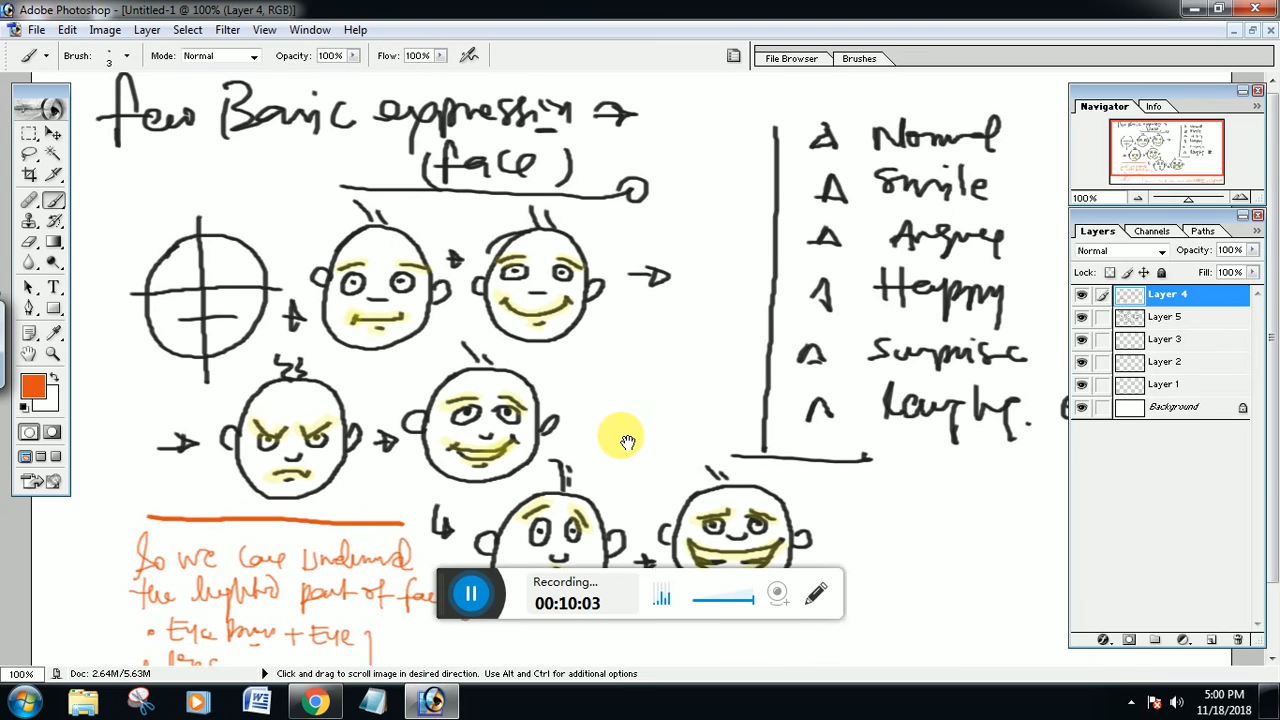 Adobe Photoshop - [Untitled-1 @ 100% (Layer 4, RGB)]
File Edit Image Layer Select Filter View Window Help
Brush: 3 Mode: Normal Opacity: 100% Flow: 100% File Browser Brushes
few Basic expression
(face)
Normal
Smile
Angrey
Happy
Surprise
Laughg.
So we can understand
the lighted part of
Eye brow + Eye
Navigator Info
100%
Layers Channels Paths
Normal Opacity: 100%
Lock: Fill: 100%
Layer 4
Layer 5
Layer 3
Layer 2
Layer 1
Background
Recording...
00:10:03
100% Doc: 2.64M/5.63M Click and drag to scroll image in desired direction. Use Alt and Ctrl for additional options
5:00 PM
11/18/2018